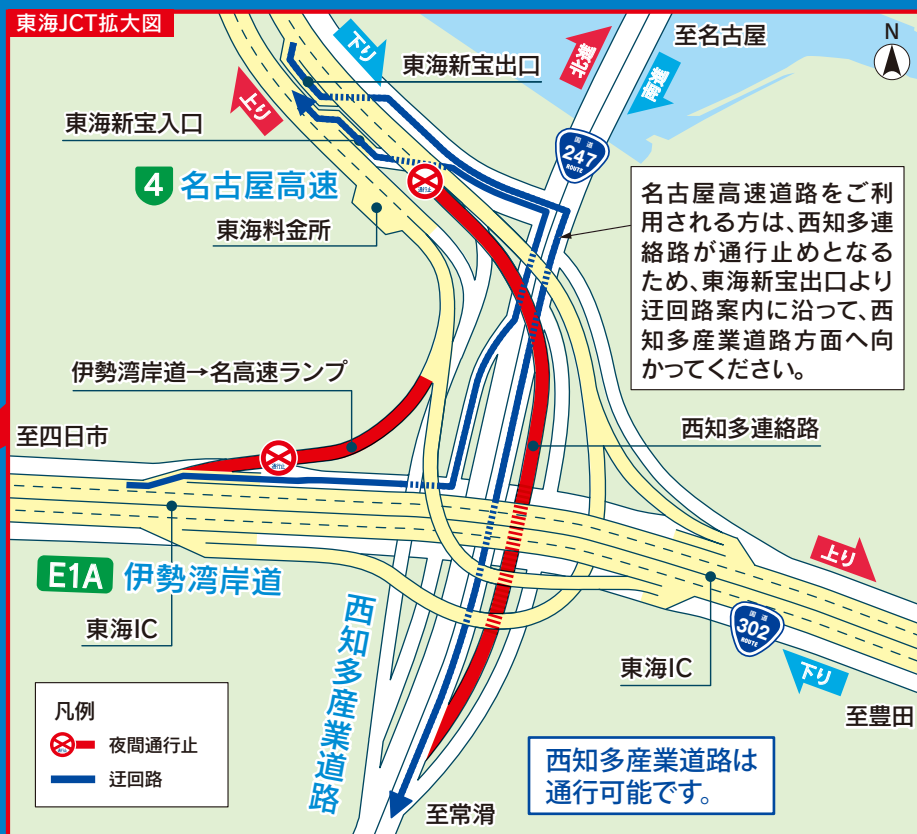 東海JCT拡大図
下り
東海新宝出口
北進
至名古屋
N
南進
上り
東海新宝入口
国道
247
ROUTE
4 名古屋高速
通行止
東海料金所
名古屋高速道路をご利
用される方は、西知多連
絡路が通行止めとなる
ため、東海新宝出口より
迂回路案内に沿って、西
知多産業道路方面へ向
かってください。
伊勢湾岸道→名高速ランプ
西知多連絡路
至四日市
通行止
E1A 伊勢湾岸道
東海IC
西知多産業道路
上り
国道
302
ROUTE
東海IC
下り
至豊田
凡例
通行止
夜間通行止
迂回路
西知多産業道路は
通行可能です。
至常滑